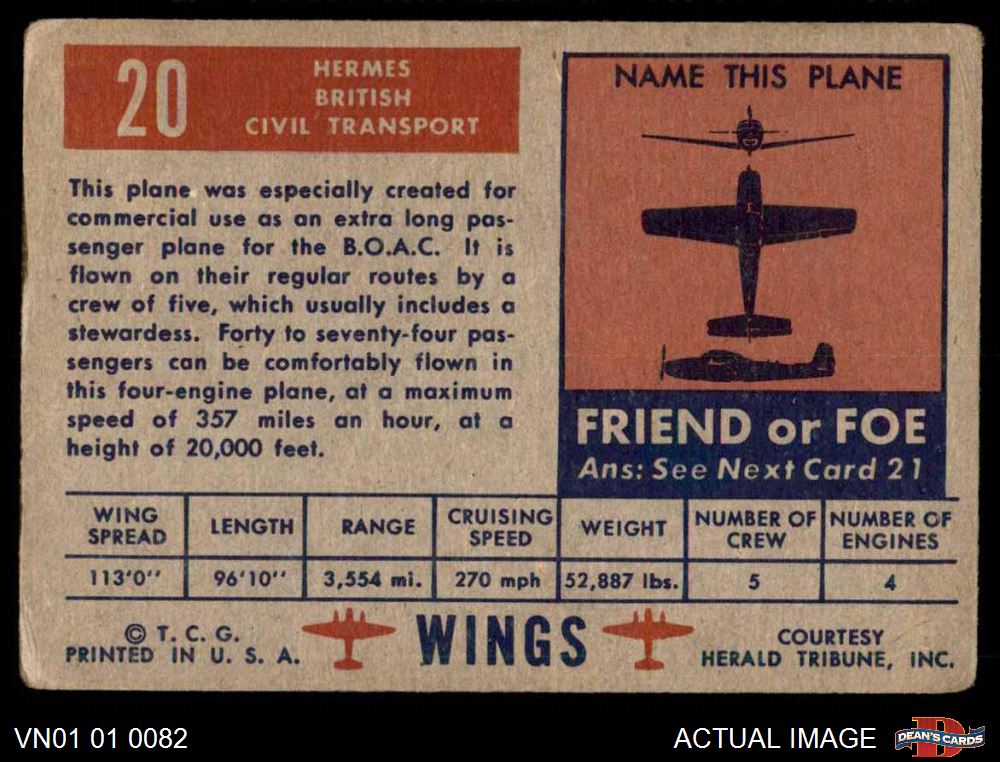 20
HERMES
BRITISH
CIVIL TRANSPORT
This plane was especially created for
commercial use as an extra long pas-
senger plane for the B.O.A.C. It is
flown on their regular routes by a
crew of five, which usually includes a
stewardess. Forty to seventy-four pas-
sengers can be comfortably flown in
this four-engine plane, at a maximum
speed of 357 miles an hour, at a
height of 20,000 feet.
NAME THIS PLANE
FRIEND or FOE
Ans: See Next Card 21
WING SPREAD LENGTH RANGE CRUISING SPEED WEIGHT NUMBER OF CREW NUMBER OF ENGINES
113'0" 96'10" 3,554 mi. 270 mph 52,887 lbs. 5 4
© T. C. G.
PRINTED IN U. S. A.
WINGS
COURTESY
HERALD TRIBUNE, INC.
VN01 01 0082
ACTUAL IMAGE
D
DEAN'S CARDS